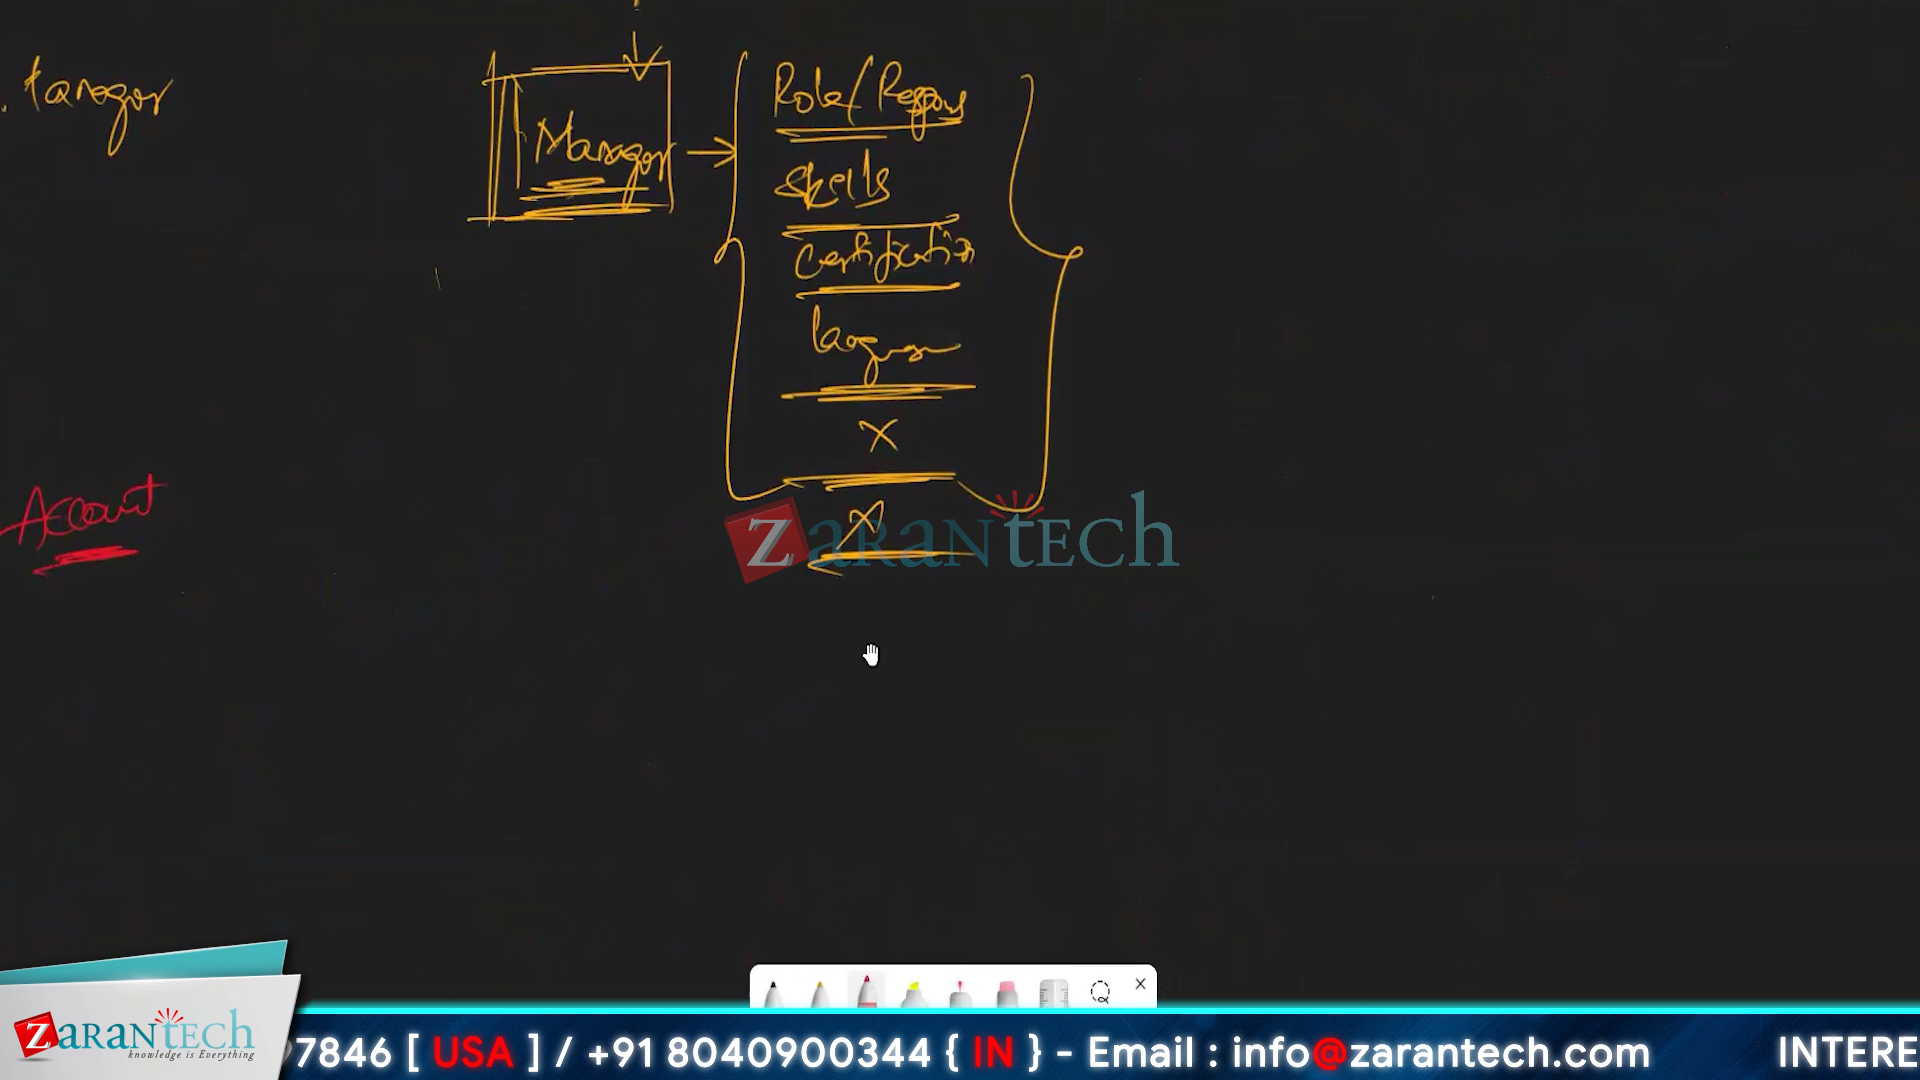 Manager
Manager
Role/Respons
Skills
Certification
language
X
X
Account
ZaranTech
ZaranTech
knowledge is Everything
7846 [ USA ] / +91 8040900344 { IN } - Email : info@zarantech.com
INTERE